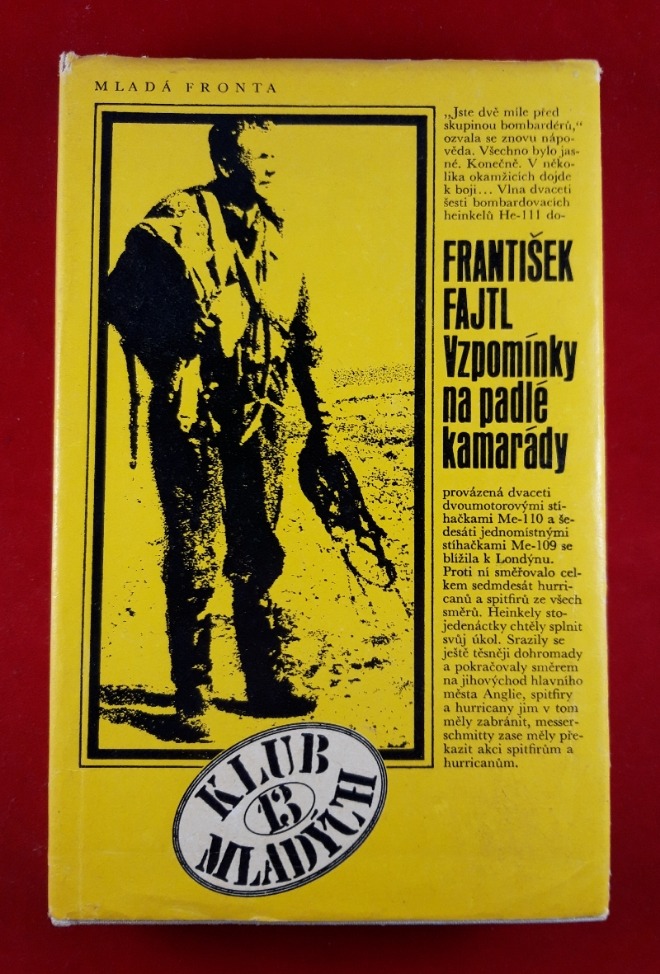 MLADÁ FRONTA
„Jste dvě míle před
skupinou bombardérů,“
ozvala se znovu nápo-
věda. Všechno bylo jas-
né. Konečně. V něko-
lika okamžicích dojde
k boji... Vlna dvaceti
šesti bombardovacích
heinkelů He-111 do-
FRANTIŠEK
FAJTL
Vzpomínky
na padlé
kamarády
provázená dvaceti
dvoumotorovými stí-
hačkami Me-110 a še-
desáti jednomístnými
stíhačkami Me-109 se
blížila k Londýnu.
Proti ní směřovalo cel-
kem sedmdesát hurri-
canů a spitfirů ze všech
směrů. Heinkely sto-
jedenáctky chtěly splnit
svůj úkol. Srazily se
ještě těsněji dohromady
a pokračovaly směrem
na jihovýchod hlavního
města Anglie, spitfiry
a hurricany jim v tom
měly zabránit, messer-
schmitty zase měly pře-
kazit akci spitfirům a
hurricanům.
KLUB
13
MLADÝCH